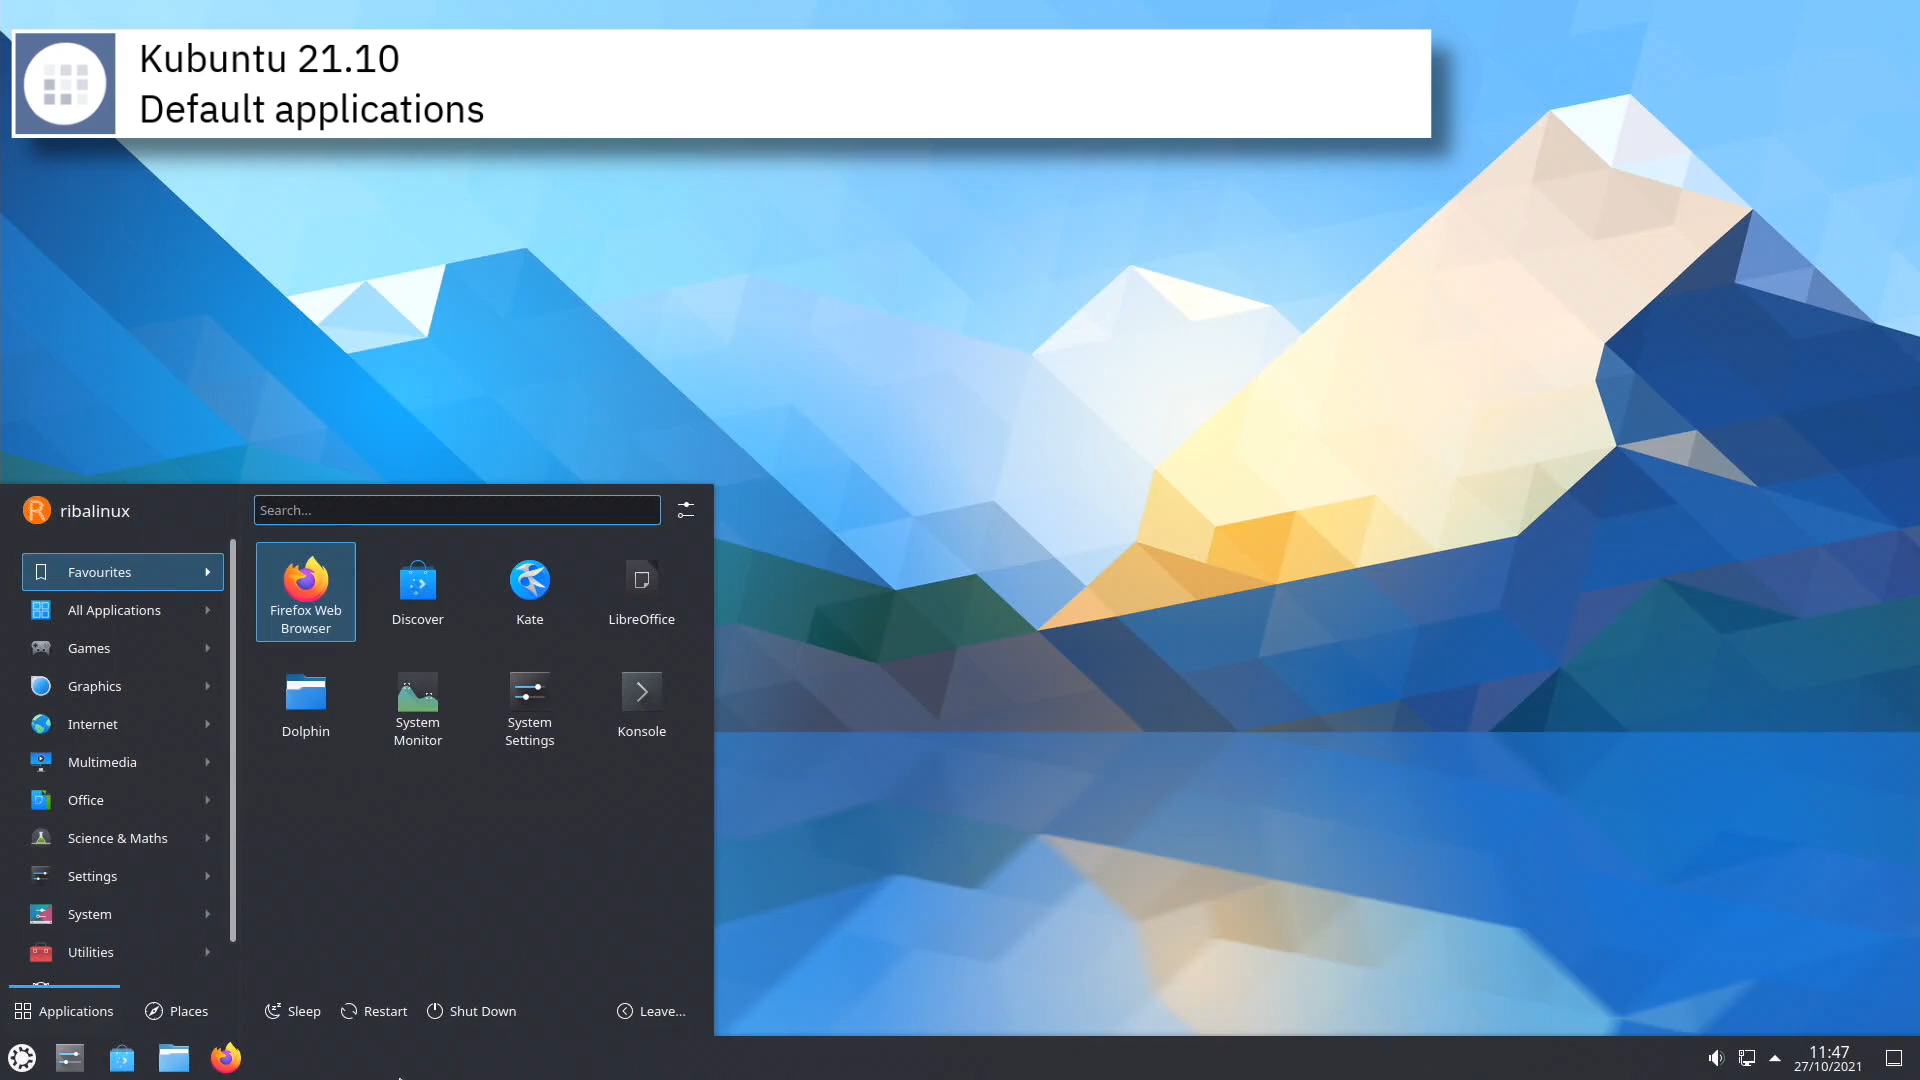 Kubuntu 21.10
Default applications
R ribalinux
Search...
Favourites
All Applications
Games
Graphics
Internet
Multimedia
Office
Science & Maths
Settings
System
Utilities
Firefox Web
Browser
Discover
Kate
LibreOffice
Dolphin
System
Monitor
System
Settings
Konsole
Applications
Places
Sleep
Restart
Shut Down
Leave...
11:47
27/10/2021